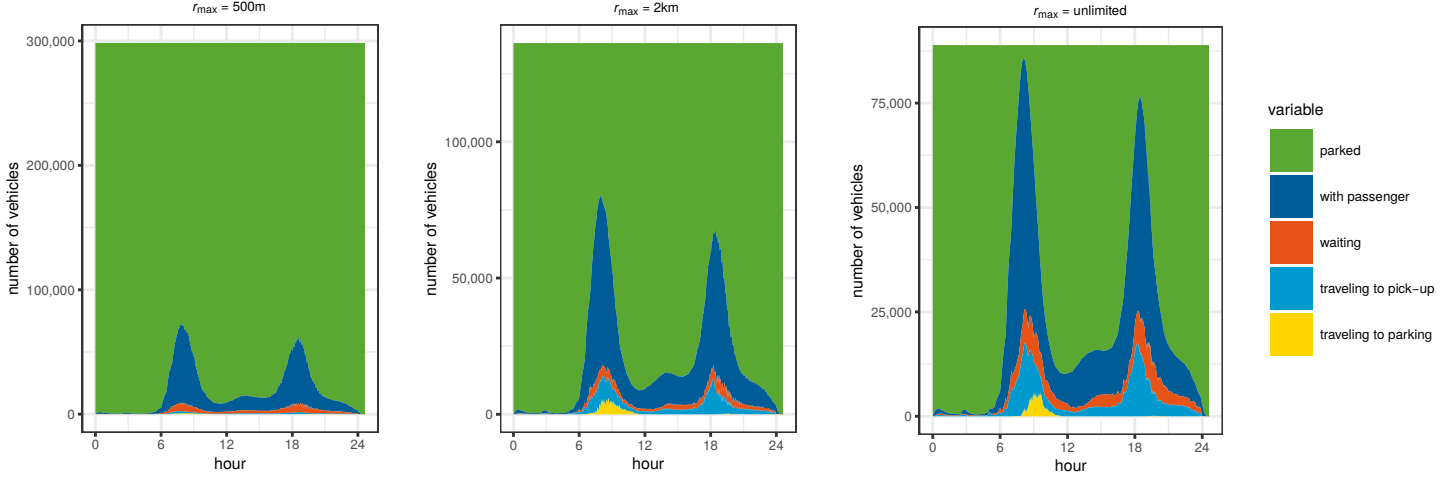 r_max = 500m
300,000
200,000
100,000
0
number of vehicles
0 6 12 18 24
hour
r_max = 2km
100,000
50,000
0
number of vehicles
0 6 12 18 24
hour
r_max = unlimited
75,000
50,000
25,000
0
number of vehicles
0 6 12 18 24
hour
variable
parked
with passenger
waiting
traveling to pick−up
traveling to parking